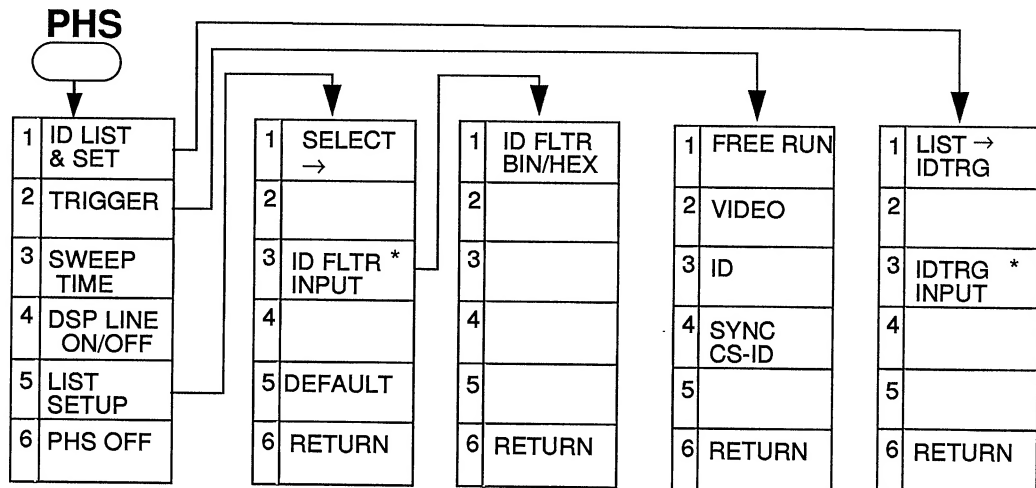 PHS
1 ID LIST
& SET
2 TRIGGER
3 SWEEP
TIME
4 DSP LINE
ON/OFF
5 LIST
SETUP
6 PHS OFF
1 SELECT
→
2
3 ID FLTR *
INPUT
4
5 DEFAULT
6 RETURN
1 ID FLTR
BIN/HEX
2
3
4
5
6 RETURN
1 FREE RUN
2 VIDEO
3 ID
4 SYNC
CS-ID
5
6 RETURN
1 LIST →
IDTRG
2
3 IDTRG *
INPUT
4
5
6 RETURN